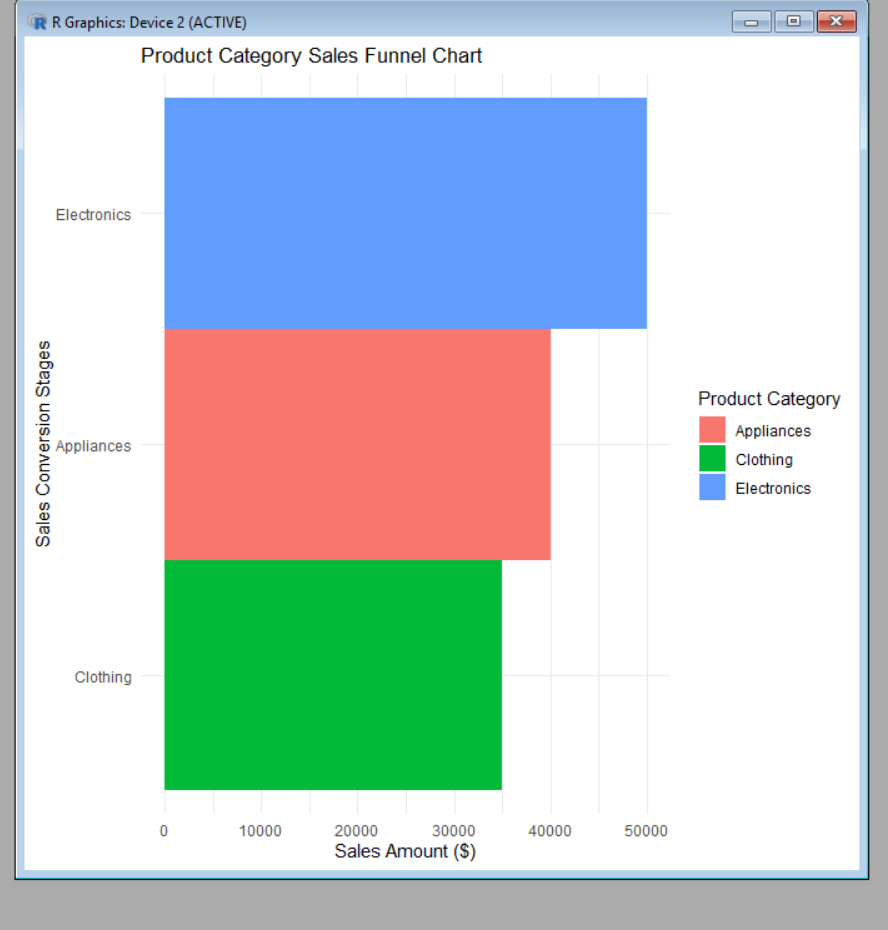 R Graphics: Device 2 (ACTIVE)
Product Category Sales Funnel Chart
Electronics
Appliances
Clothing
Sales Conversion Stages
0 10000 20000 30000 40000 50000
Sales Amount ($)
Product Category
Appliances
Clothing
Electronics